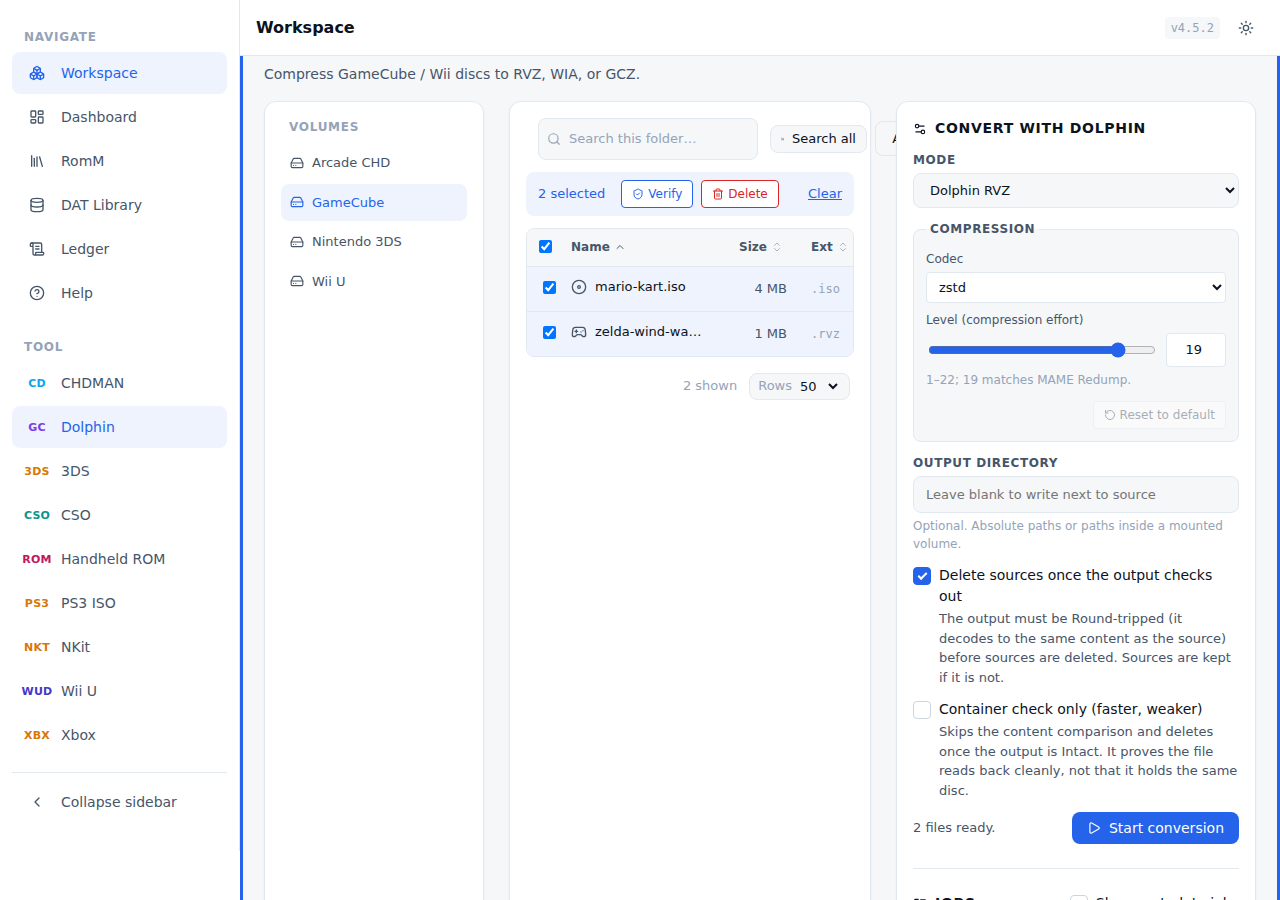 NAVIGATE
Workspace
Dashboard
RomM
DAT Library
Ledger
Help
TOOL
CD CHDMAN
GC Dolphin
3DS 3DS
CSO CSO
ROM Handheld ROM
PS3 PS3 ISO
NKT NKit
WUD Wii U
XBX Xbox
Collapse sidebar
Workspace
v4.5.2
Compress GameCube / Wii discs to RVZ, WIA, or GCZ.
VOLUMES
Arcade CHD
GameCube
Nintendo 3DS
Wii U
Search this folder…
Search all
2 selected Verify Delete Clear
Name Size Ext
mario-kart.iso 4 MB .iso
zelda-wind-wa… 1 MB .rvz
2 shown Rows 50
CONVERT WITH DOLPHIN
MODE
Dolphin RVZ
COMPRESSION
Codec
zstd
Level (compression effort)
19
1–22; 19 matches MAME Redump.
Reset to default
OUTPUT DIRECTORY
Leave blank to write next to source
Optional. Absolute paths or paths inside a mounted
volume.
Delete sources once the output checks
out
The output must be Round-tripped (it
decodes to the same content as the source)
before sources are deleted. Sources are kept
if it is not.
Container check only (faster, weaker)
Skips the content comparison and deletes
once the output is Intact. It proves the file
reads back cleanly, not that it holds the same
disc.
2 files ready.
Start conversion